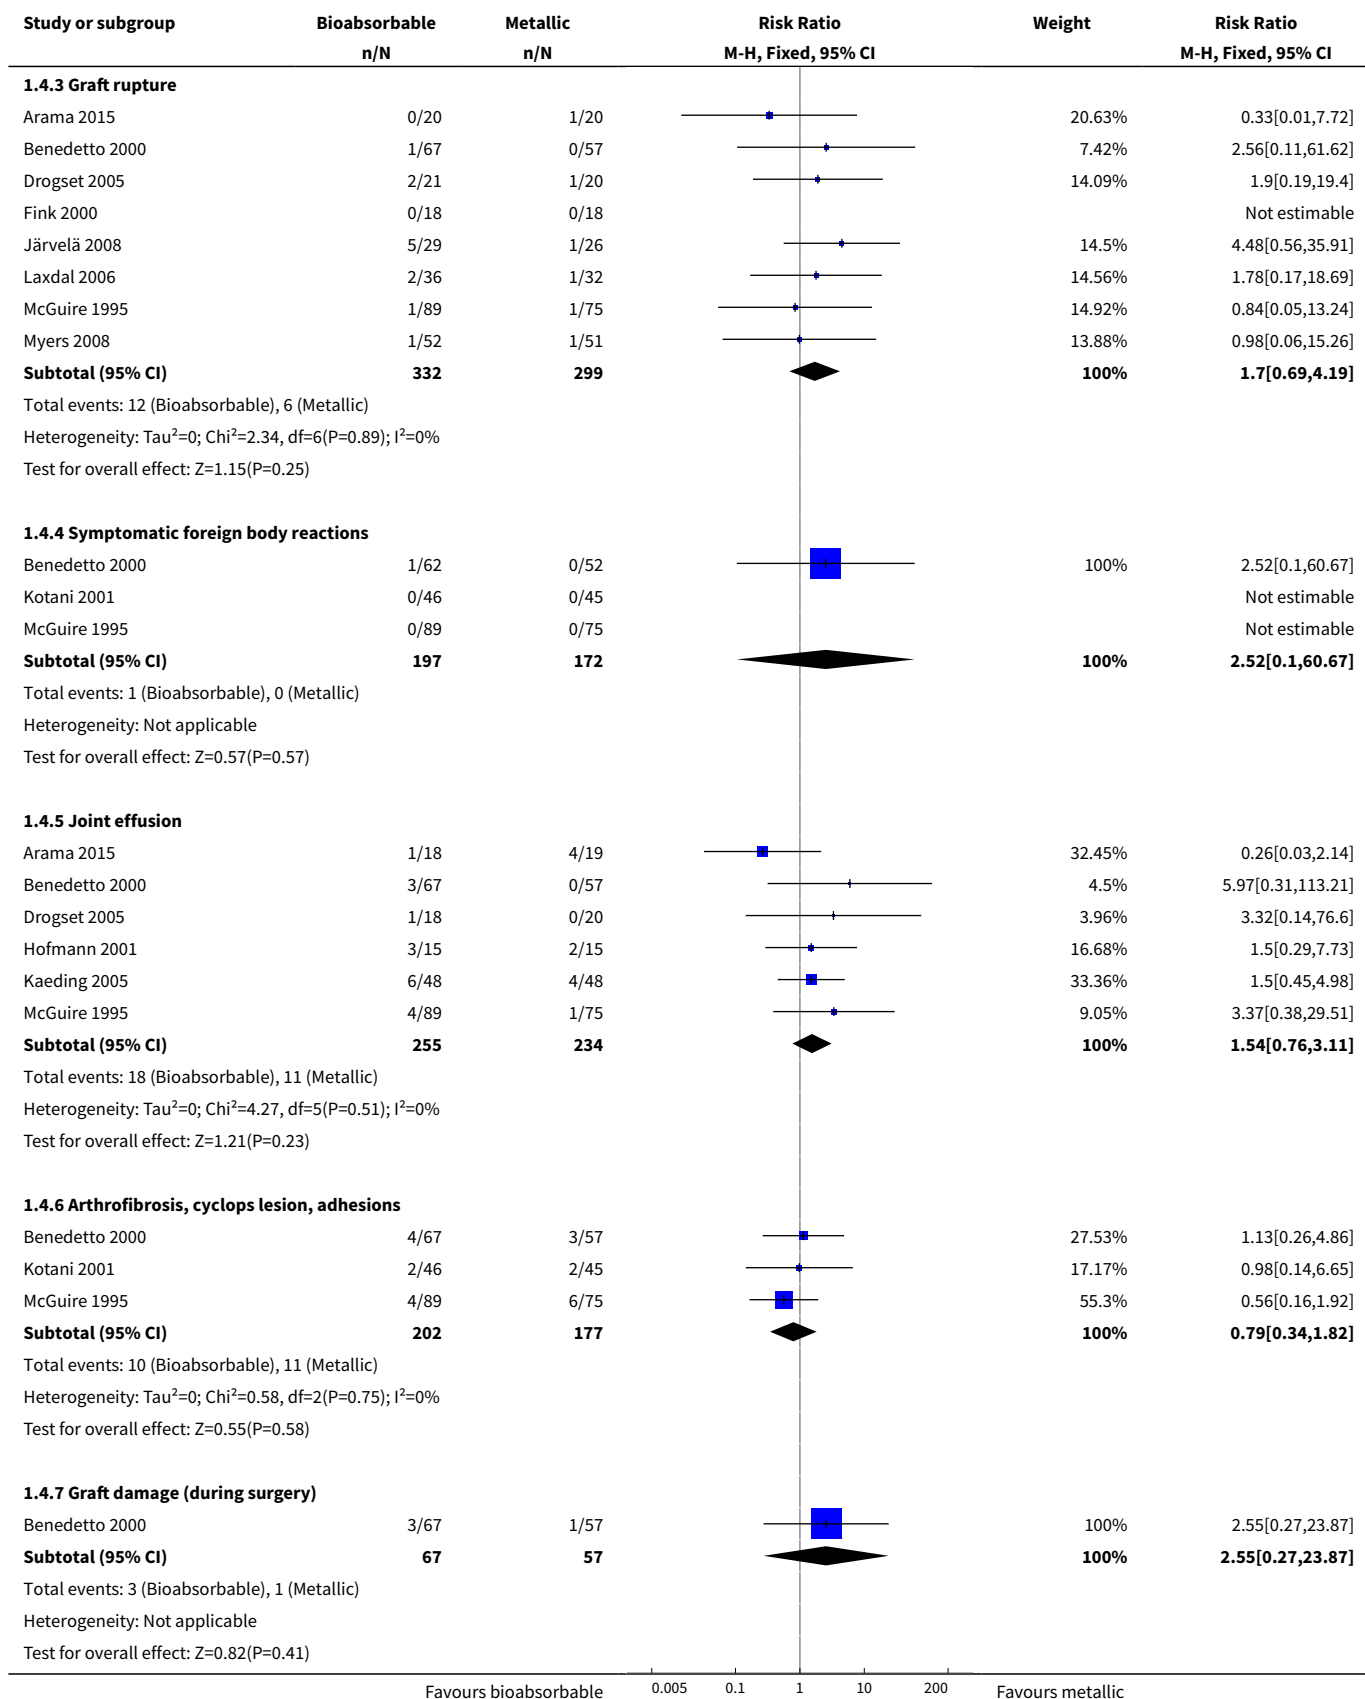 Study or subgroup Bioabsorbable Metallic Risk Ratio Weight Risk Ratio
n/N n/N M-H, Fixed, 95% CI M-H, Fixed, 95% CI
1.4.3 Graft rupture
Arama 2015 0/20 1/20 20.63% 0.33[0.01,7.72]
Benedetto 2000 1/67 0/57 7.42% 2.56[0.11,61.62]
Drogset 2005 2/21 1/20 14.09% 1.9[0.19,19.4]
Fink 2000 0/18 0/18 Not estimable
Järvelä 2008 5/29 1/26 14.5% 4.48[0.56,35.91]
Laxdal 2006 2/36 1/32 14.56% 1.78[0.17,18.69]
McGuire 1995 1/89 1/75 14.92% 0.84[0.05,13.24]
Myers 2008 1/52 1/51 13.88% 0.98[0.06,15.26]
Subtotal (95% CI) 332 299 100% 1.7[0.69,4.19]
Total events: 12 (Bioabsorbable), 6 (Metallic)
Heterogeneity: Tau²=0; Chi²=2.34, df=6(P=0.89); I²=0%
Test for overall effect: Z=1.15(P=0.25)
1.4.4 Symptomatic foreign body reactions
Benedetto 2000 1/62 0/52 100% 2.52[0.1,60.67]
Kotani 2001 0/46 0/45 Not estimable
McGuire 1995 0/89 0/75 Not estimable
Subtotal (95% CI) 197 172 100% 2.52[0.1,60.67]
Total events: 1 (Bioabsorbable), 0 (Metallic)
Heterogeneity: Not applicable
Test for overall effect: Z=0.57(P=0.57)
1.4.5 Joint effusion
Arama 2015 1/18 4/19 32.45% 0.26[0.03,2.14]
Benedetto 2000 3/67 0/57 4.5% 5.97[0.31,113.21]
Drogset 2005 1/18 0/20 3.96% 3.32[0.14,76.6]
Hofmann 2001 3/15 2/15 16.68% 1.5[0.29,7.73]
Kaeding 2005 6/48 4/48 33.36% 1.5[0.45,4.98]
McGuire 1995 4/89 1/75 9.05% 3.37[0.38,29.51]
Subtotal (95% CI) 255 234 100% 1.54[0.76,3.11]
Total events: 18 (Bioabsorbable), 11 (Metallic)
Heterogeneity: Tau²=0; Chi²=4.27, df=5(P=0.51); I²=0%
Test for overall effect: Z=1.21(P=0.23)
1.4.6 Arthrofibrosis, cyclops lesion, adhesions
Benedetto 2000 4/67 3/57 27.53% 1.13[0.26,4.86]
Kotani 2001 2/46 2/45 17.17% 0.98[0.14,6.65]
McGuire 1995 4/89 6/75 55.3% 0.56[0.16,1.92]
Subtotal (95% CI) 202 177 100% 0.79[0.34,1.82]
Total events: 10 (Bioabsorbable), 11 (Metallic)
Heterogeneity: Tau²=0; Chi²=0.58, df=2(P=0.75); I²=0%
Test for overall effect: Z=0.55(P=0.58)
1.4.7 Graft damage (during surgery)
Benedetto 2000 3/67 1/57 100% 2.55[0.27,23.87]
Subtotal (95% CI) 67 57 100% 2.55[0.27,23.87]
Total events: 3 (Bioabsorbable), 1 (Metallic)
Heterogeneity: Not applicable
Test for overall effect: Z=0.82(P=0.41)
Favours bioabsorbable 0.005 0.1 1 10 200 Favours metallic